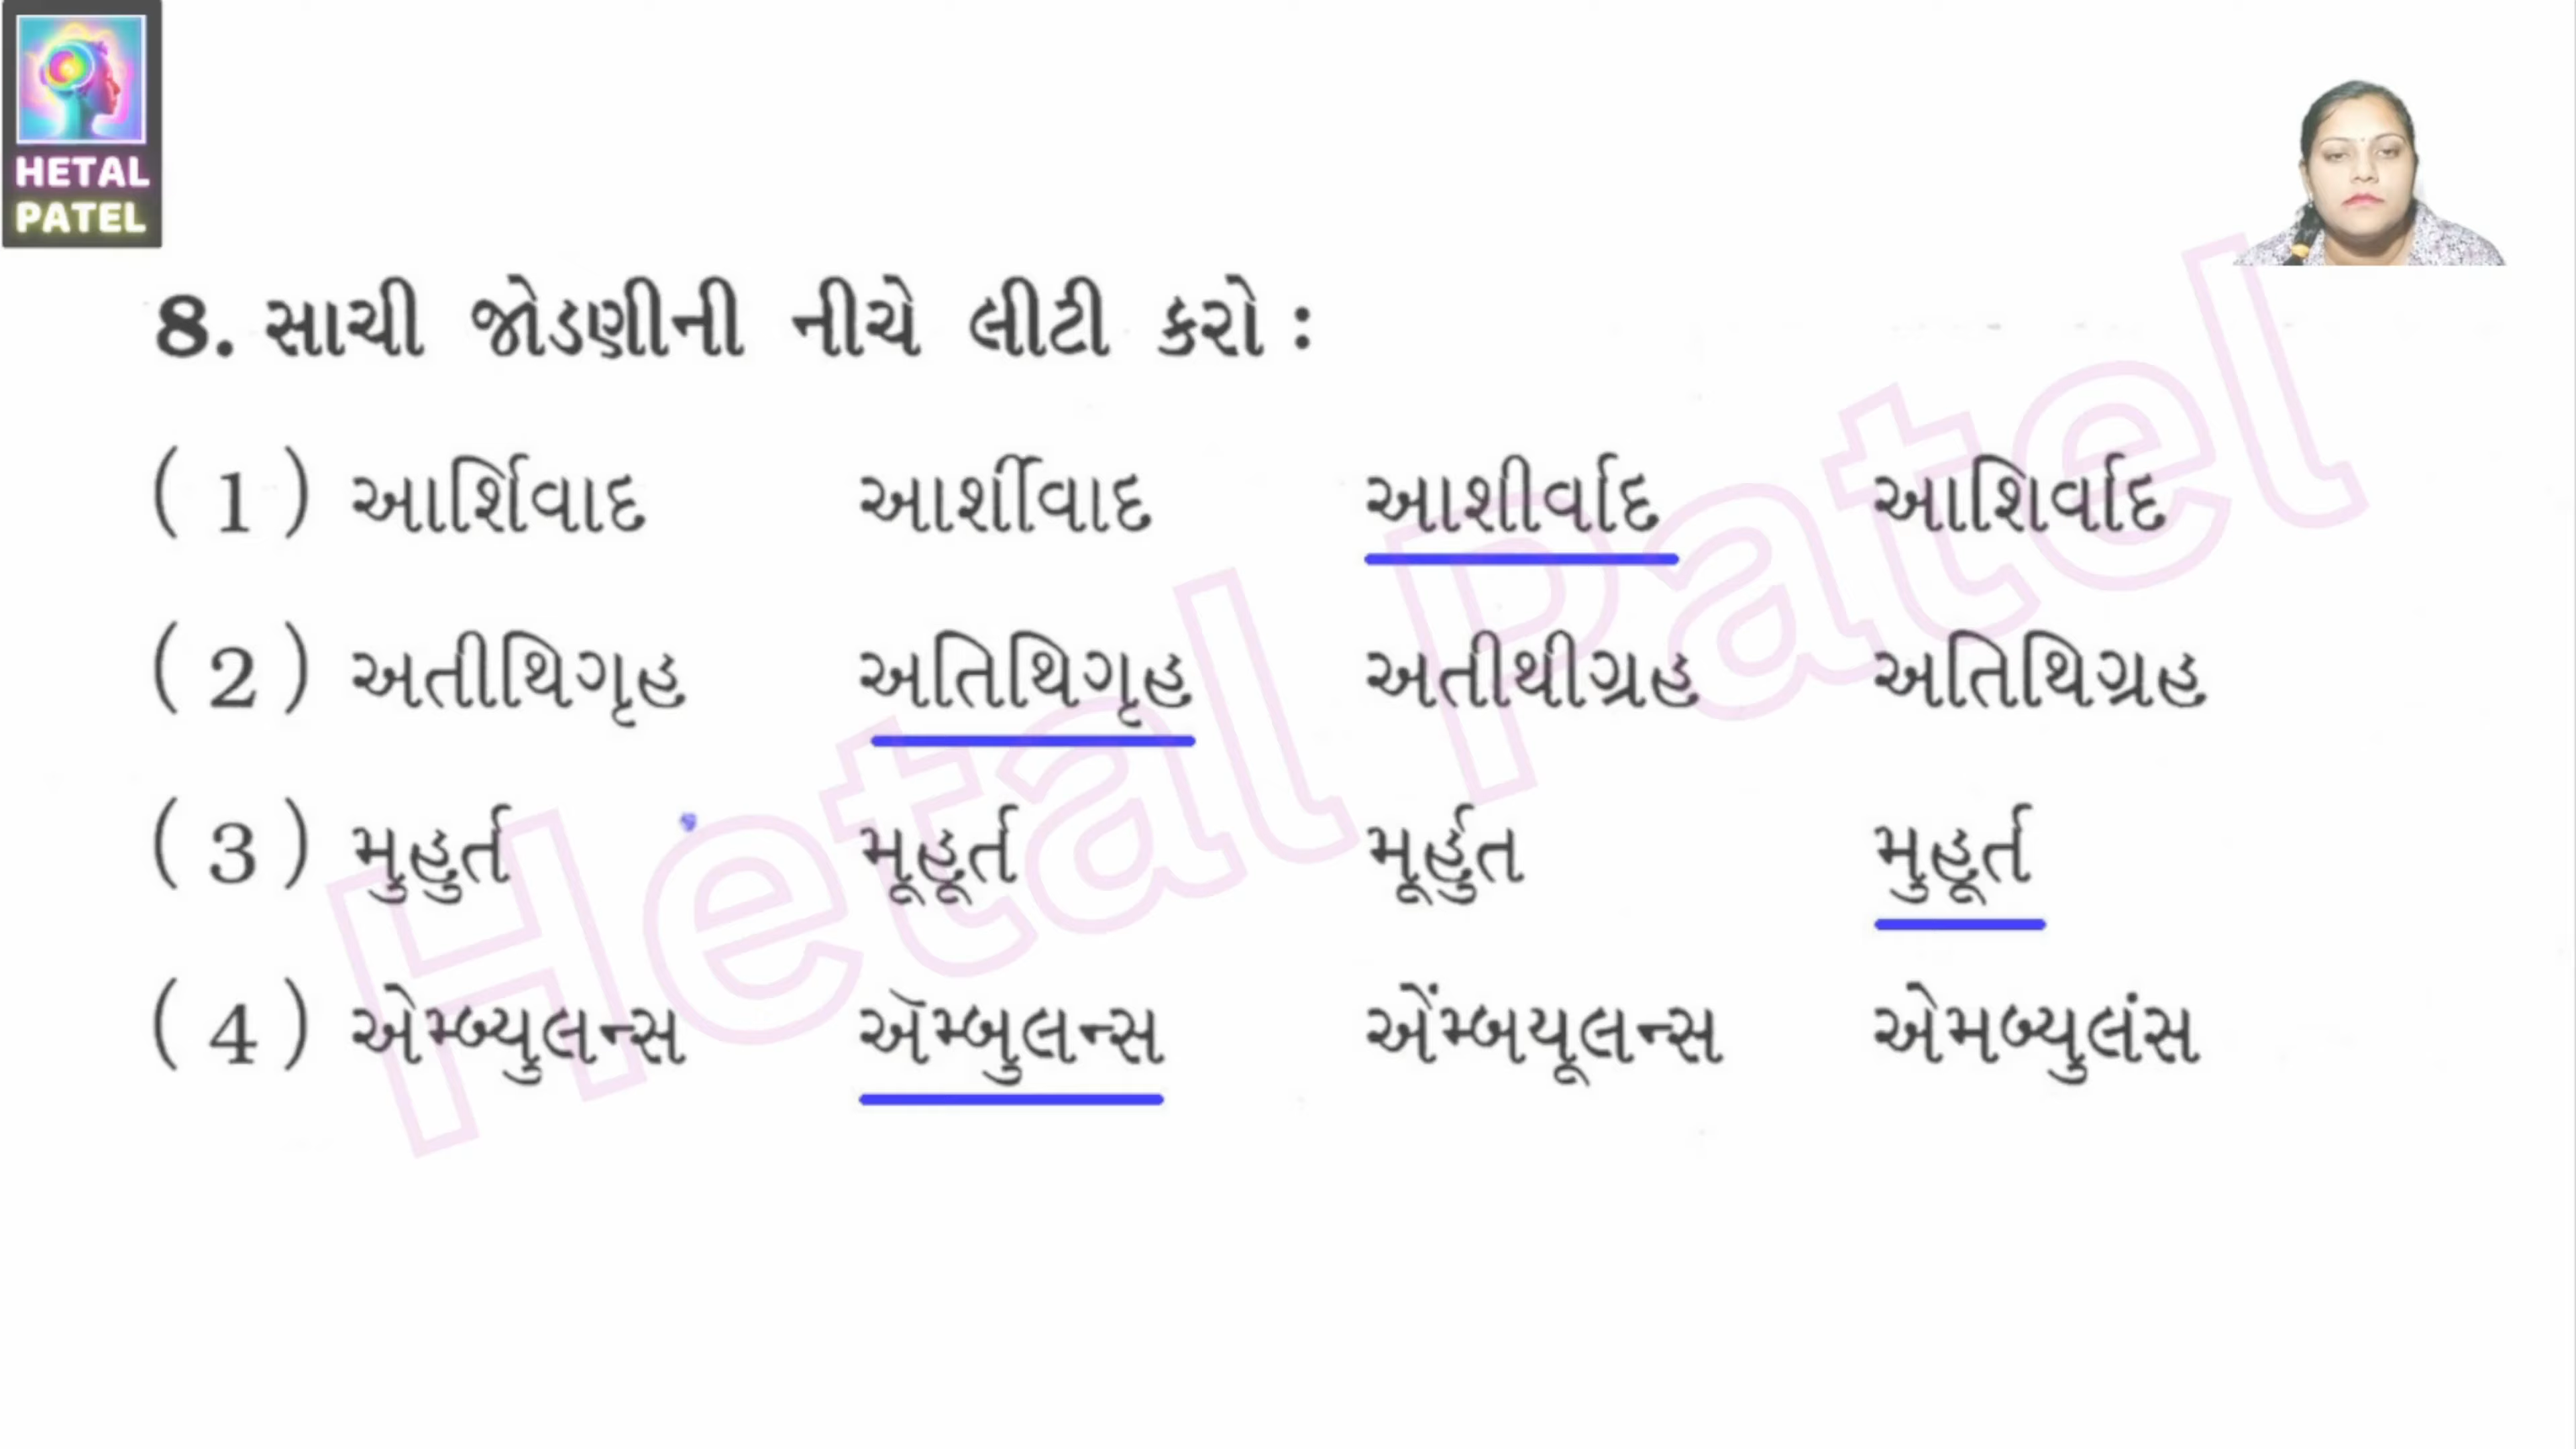 HETAL
PATEL
8. સાચી જોડણીની નીચે લીટી કરો :
( 1 ) આર્શિવાદ આર્શીવાદ આશીર્વાદ આશિર્વાદ
( 2 ) અતીથિગૃહ અતિથિગૃહ અતીથીગ્રહ અતિથિગ્રહ
( 3 ) મુહુર્ત મૂહૂર્ત મૂર્હુત મુહૂર્ત
( 4 ) એમ્બ્યુલન્સ ઍમ્બુલન્સ એંમ્બયૂલન્સ એમબ્યુલંસ
Hetal Patel